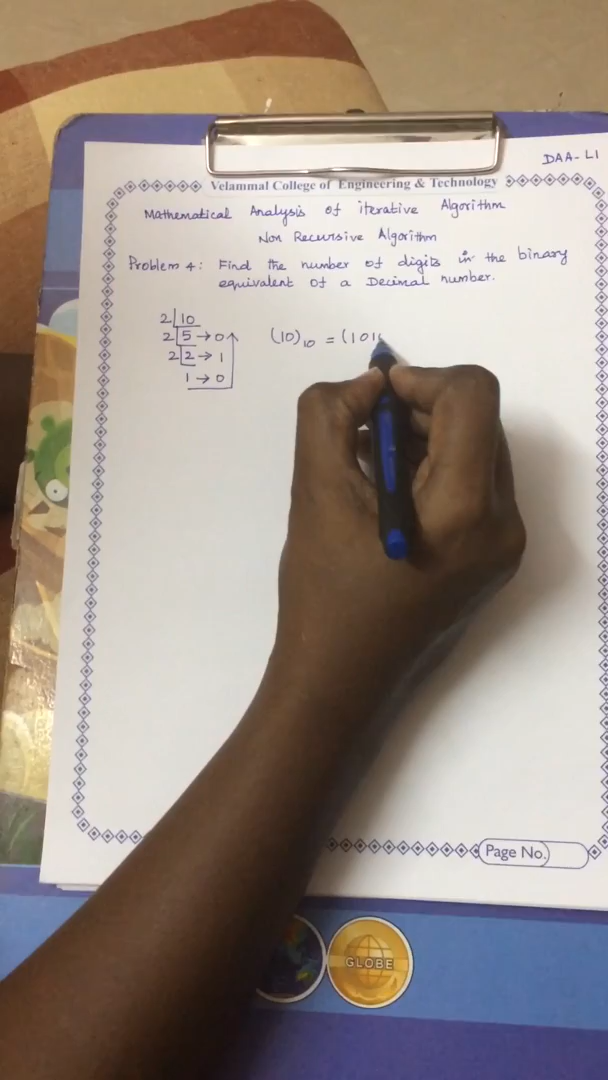 DAA-L1
Velammal College of Engineering & Technology
Mathematical Analysis of iterative Algorithm
Non Recursive Algorithm
Problem 4: Find the number of digits in the binary
equivalent of a Decimal number.
2|10
2|5→0
2|2→1
1→0
(10)10 = (101
Page No.
GLOBE